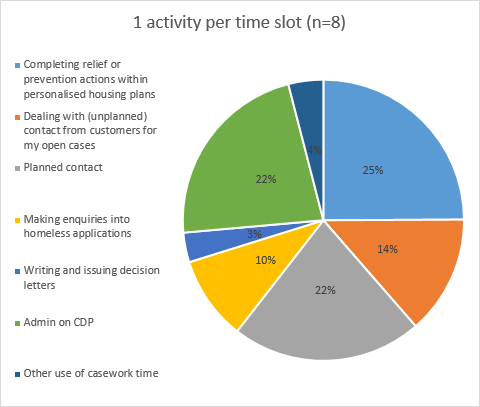 1 activity per time slot (n=8)
Completing relief or
prevention actions within
personalised housing plans
Dealing with (unplanned)
contact from customers for
my open cases
Planned contact
Making enquiries into
homeless applications
Writing and issuing decision
letters
Admin on CDP
Other use of casework time
4%
25%
22%
3%
14%
10%
22%